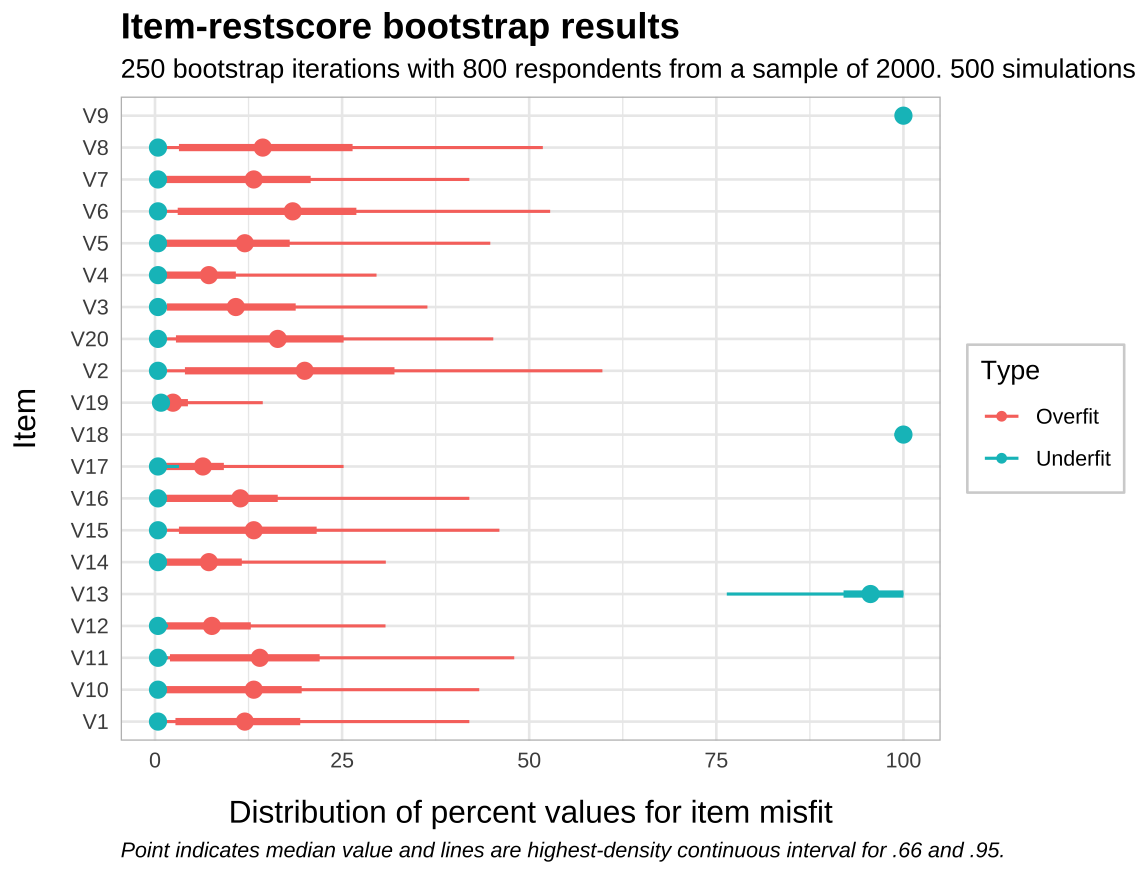 Item-restscore bootstrap results
250 bootstrap iterations with 800 respondents from a sample of 2000. 500 simulations
V9
V8
V7
V6
V5
V4
V3
V20
V2
V19
V18
V17
V16
V15
V14
V13
V12
V11
V10
V1
Item
0 25 50 75 100
Distribution of percent values for item misfit
Point indicates median value and lines are highest-density continuous interval for .66 and .95.
Type
Overfit
Underfit